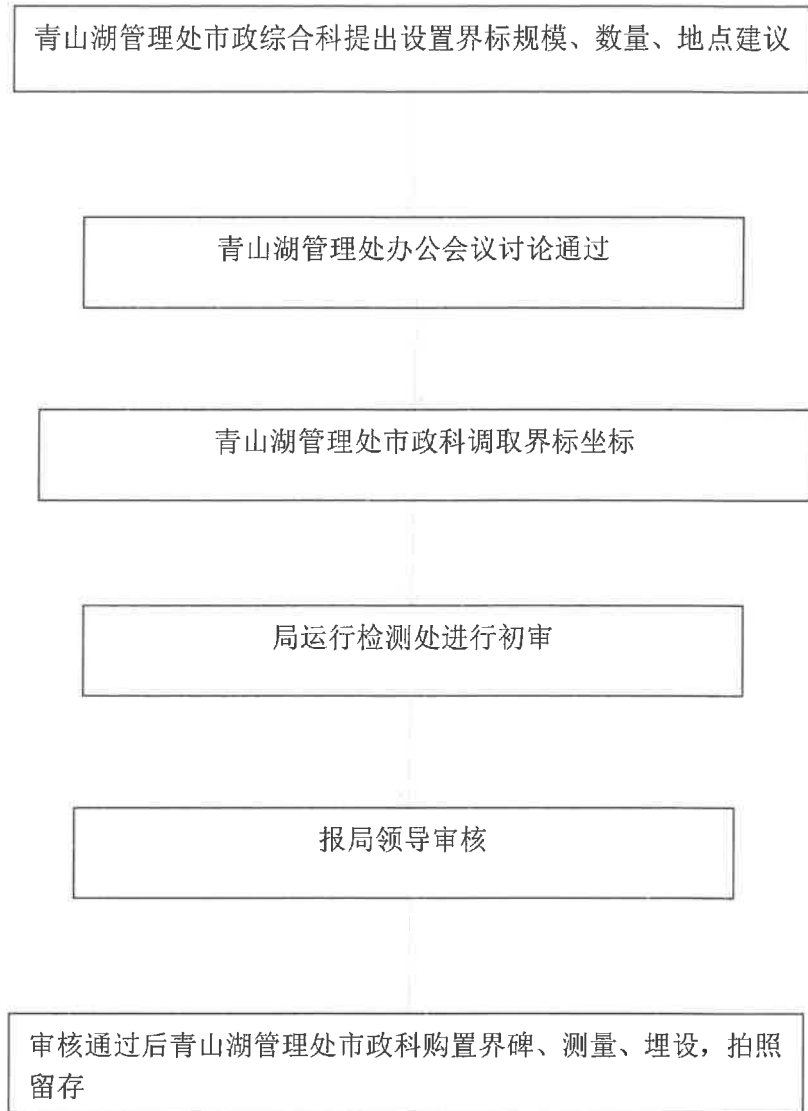 青山湖管理处市政综合科提出设置界标规模、数量、地点建议
青山湖管理处办公会议讨论通过
青山湖管理处市政科调取界标坐标
局运行检测处进行初审
报局领导审核
审核通过后青山湖管理处市政科购置界碑、测量、埋设，拍照
留存